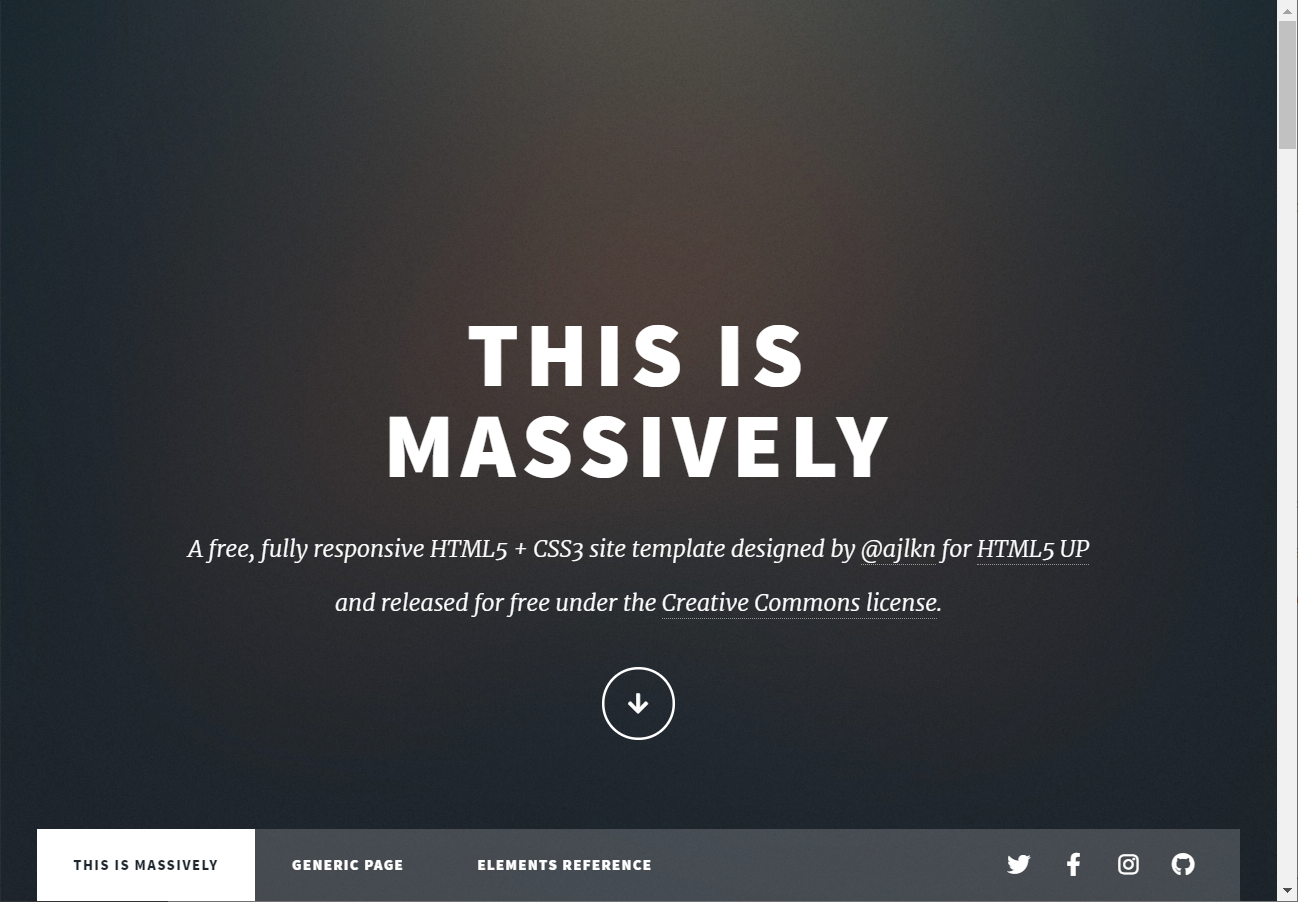 THIS IS
MASSIVELY
A free, fully responsive HTML5 + CSS3 site template designed by @ajlkn for HTML5 UP
and released for free under the Creative Commons license.
THIS IS MASSIVELY GENERIC PAGE ELEMENTS REFERENCE